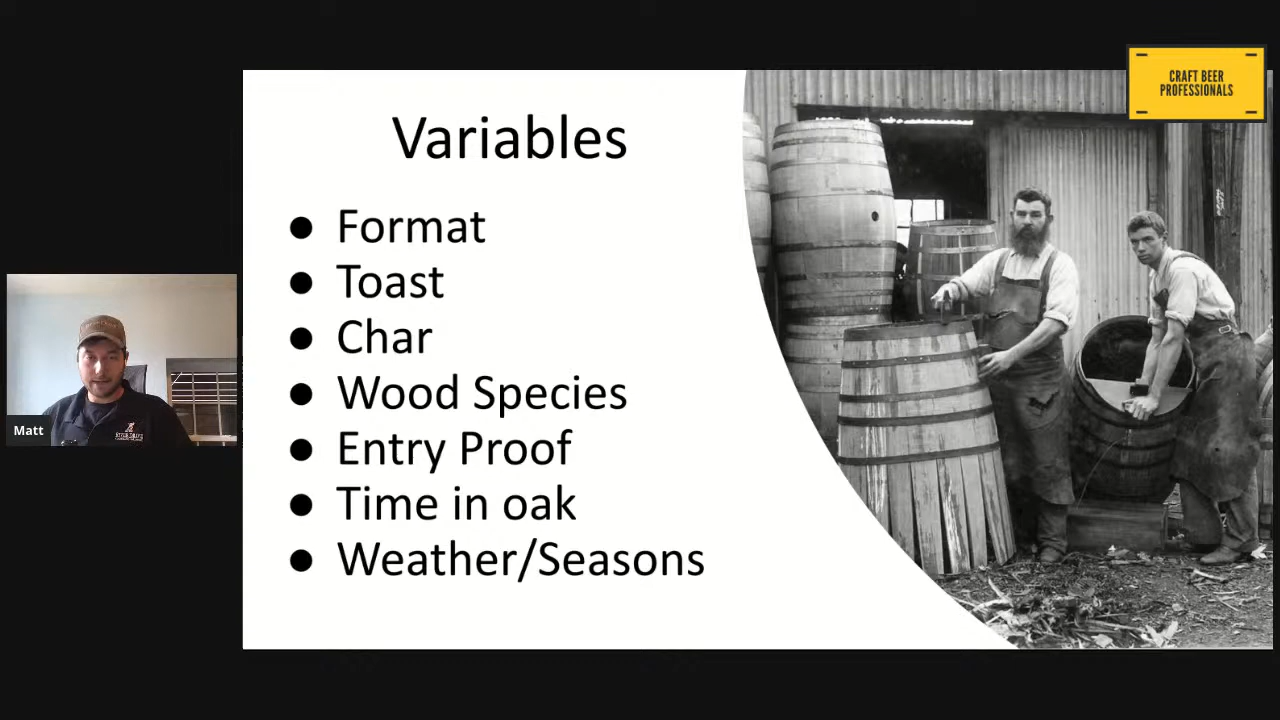 CRAFT BEER
PROFESSIONALS
Variables
● Format
● Toast
● Char
● Wood Species
● Entry Proof
● Time in oak
● Weather/Seasons
Matt